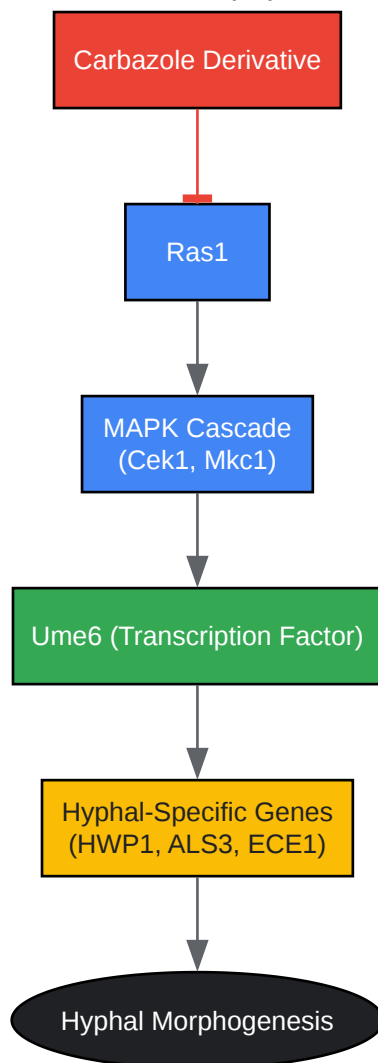 Carbazole Derivative
Ras1
MAPK Cascade
(Cek1, Mkc1)
Ume6 (Transcription Factor)
Hyphal-Specific Genes
(HWP1, ALS3, ECE1)
Hyphal Morphogenesis